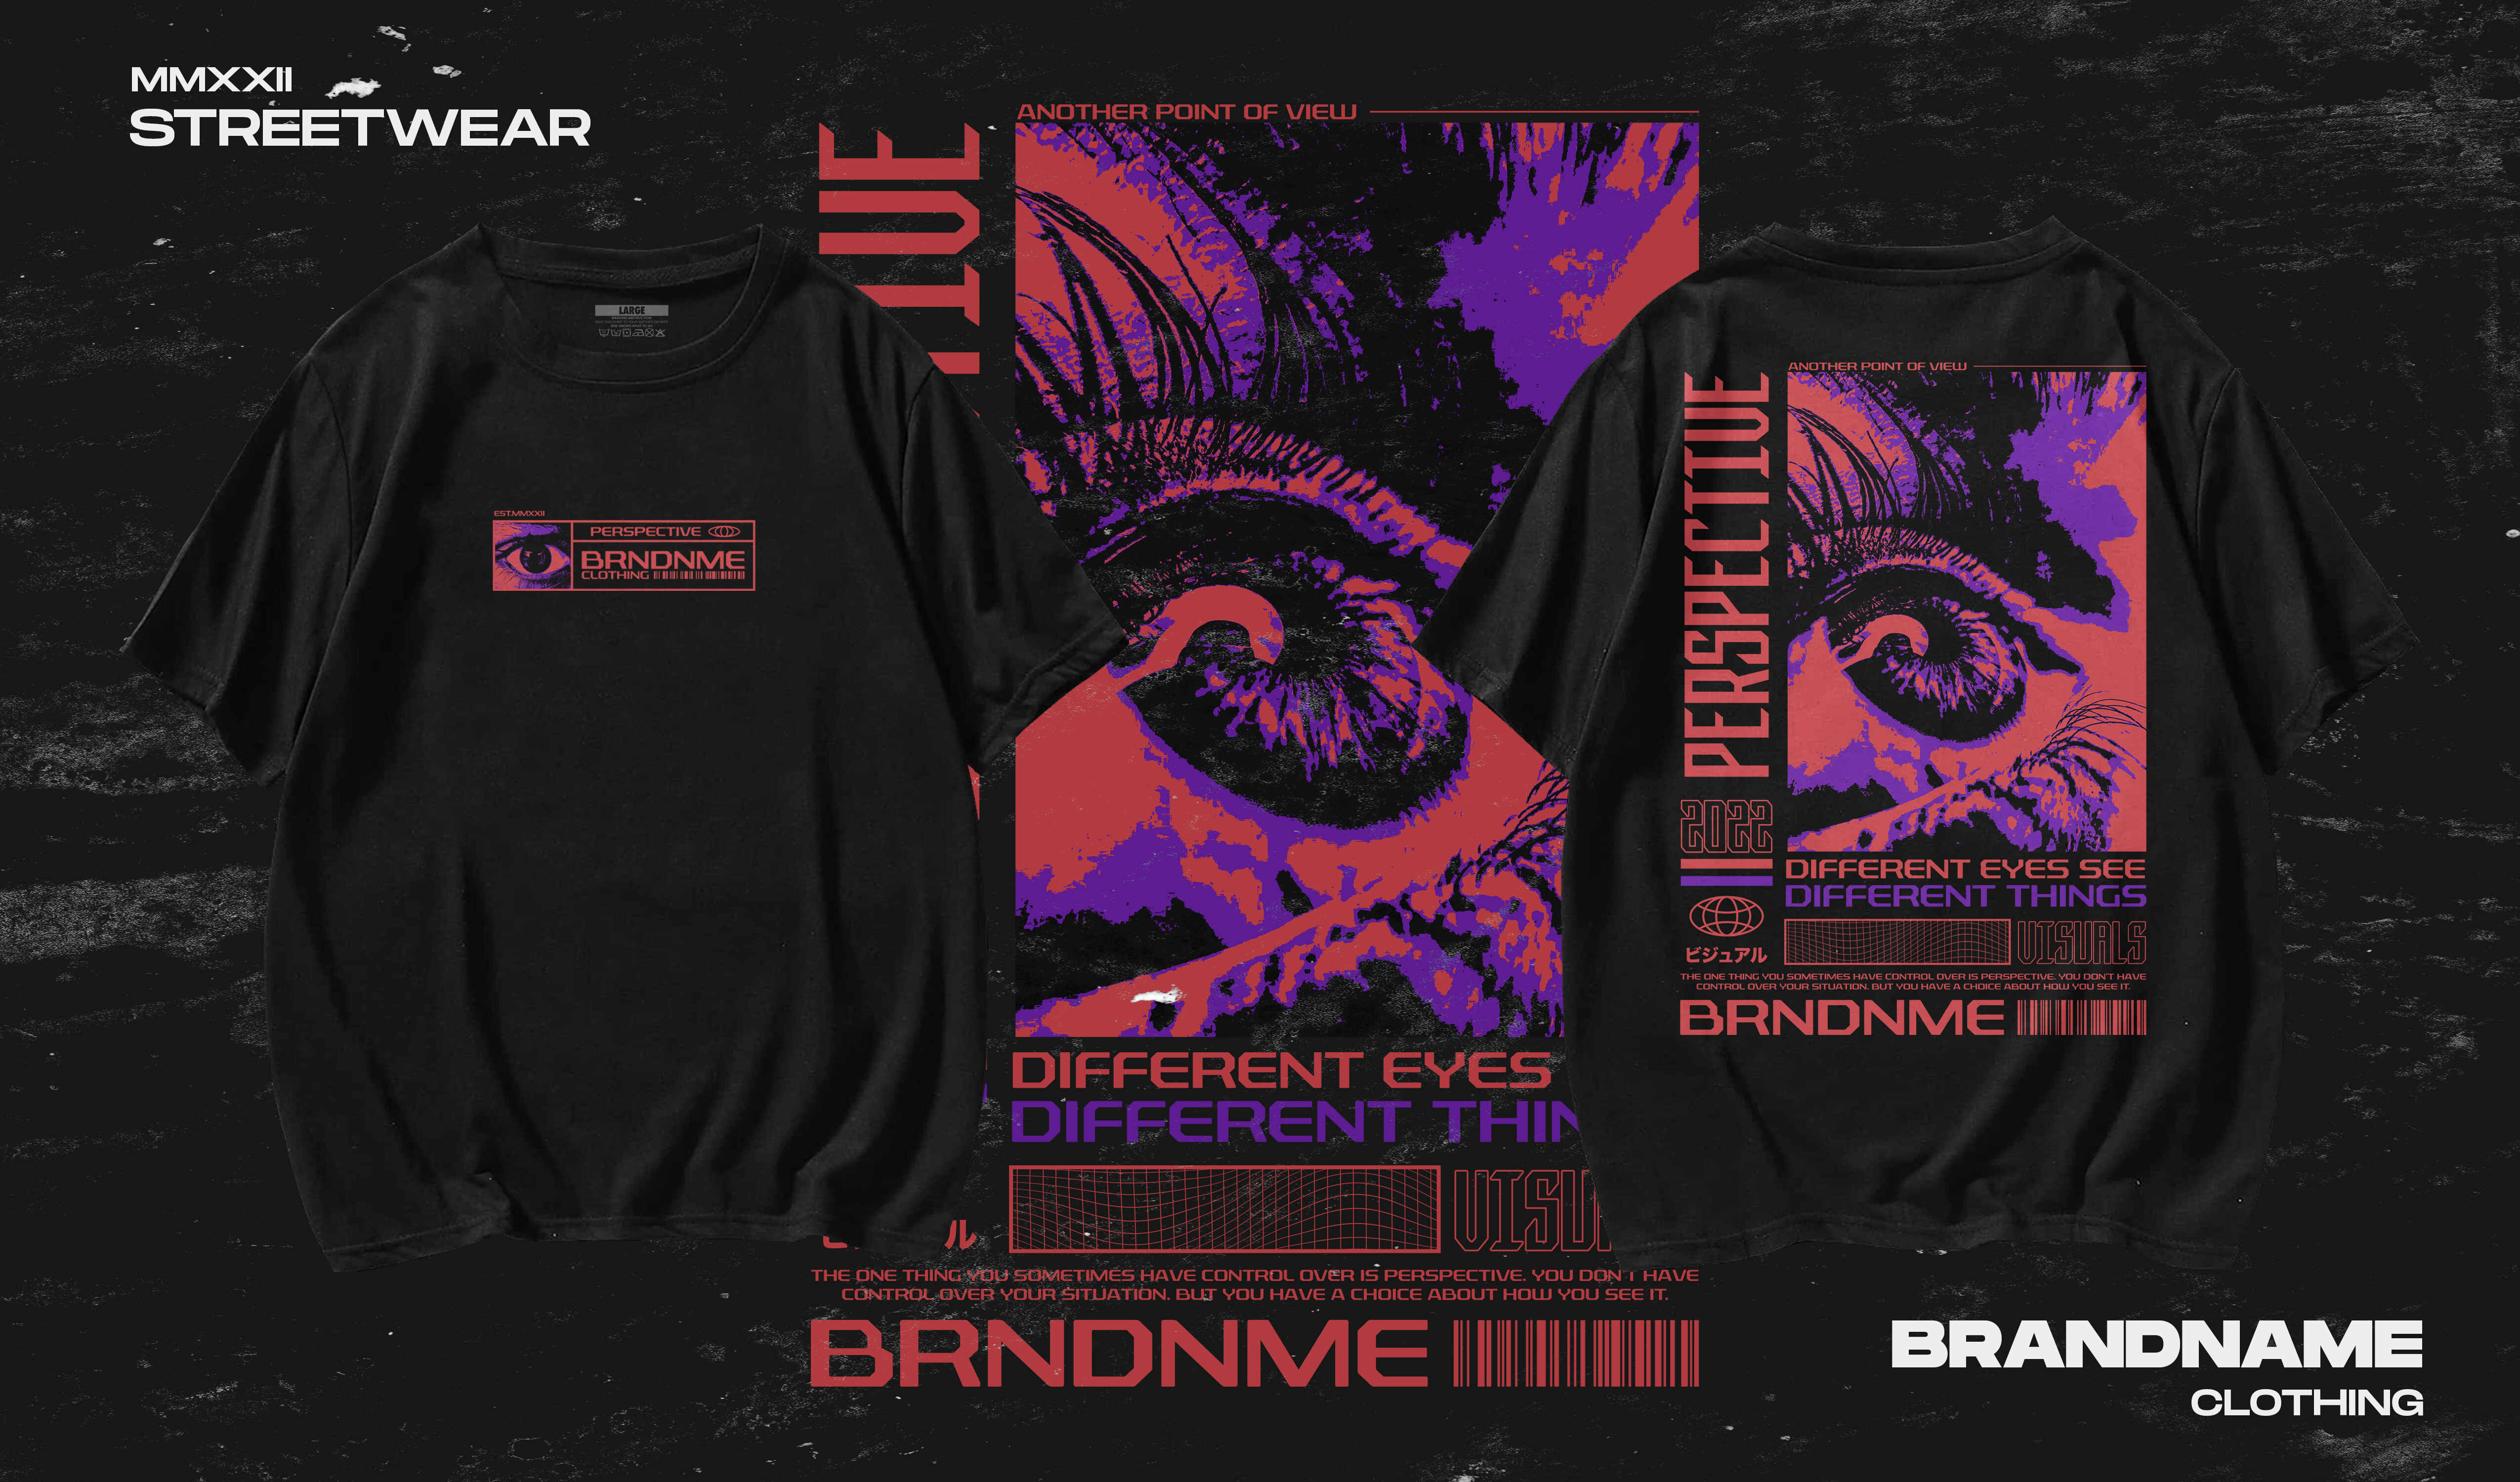 MMXXII
STREETWEAR
LARGE
EST.MMXXII
PERSPECTIVE
BRNDNME
CLOTHING
ANOTHER POINT OF VIEW
TIVE
DIFFERENT EYES
DIFFERENT THIN
VISU
ル
THE ONE THING YOU SOMETIMES HAVE CONTROL OVER IS PERSPECTIVE. YOU DON'T HAVE
CONTROL OVER YOUR SITUATION. BUT YOU HAVE A CHOICE ABOUT HOW YOU SEE IT.
BRNDNME
ANOTHER POINT OF VIEW
PERSPECTIVE
2022
DIFFERENT EYES SEE
DIFFERENT THINGS
ビジュアル
VISUALS
THE ONE THING YOU SOMETIMES HAVE CONTROL OVER IS PERSPECTIVE. YOU DON'T HAVE
CONTROL OVER YOUR SITUATION. BUT YOU HAVE A CHOICE ABOUT HOW YOU SEE IT.
BRNDNME
BRANDNAME
CLOTHING